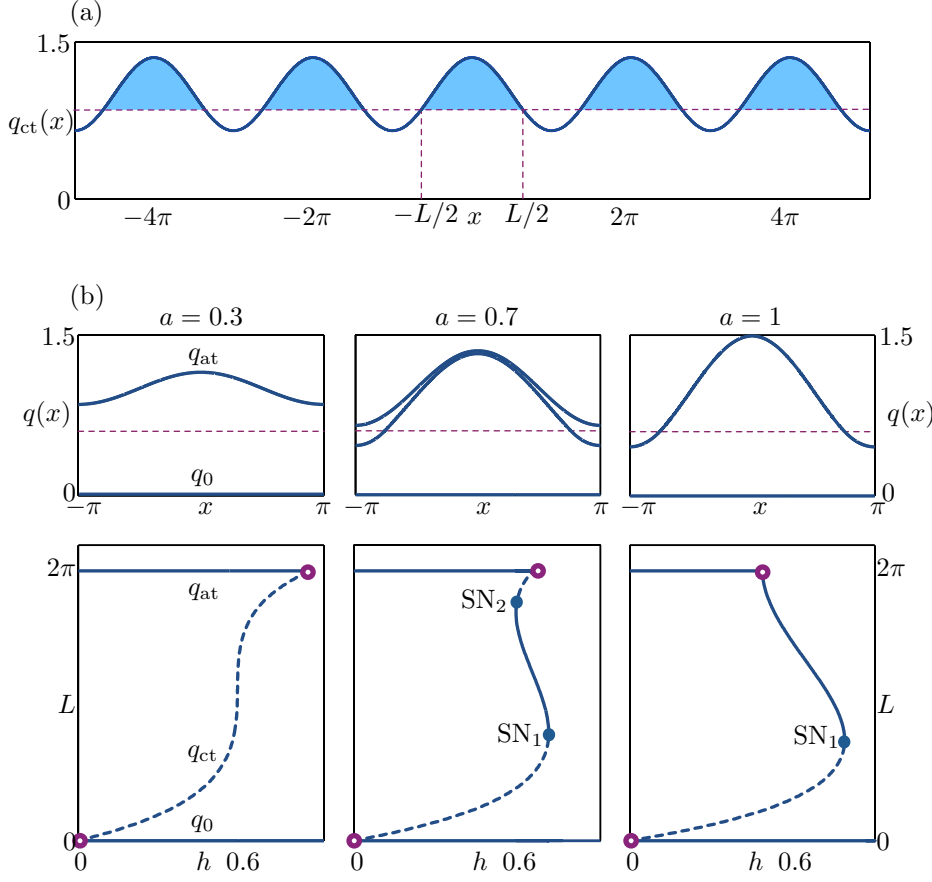 (a)
1.5
q_ct(x)
0
−4π −2π −L/2 x L/2 2π 4π
(b)
a = 0.3 a = 0.7 a = 1
1.5 1.5
q_at
q(x) q(x)
q_0
0 0
−π x π −π x π −π x π
2π 2π
q_at
SN_2
L L
SN_1 SN_1
q_ct
q_0
0 0
0 h 0.6 0 h 0.6 0 h 0.6